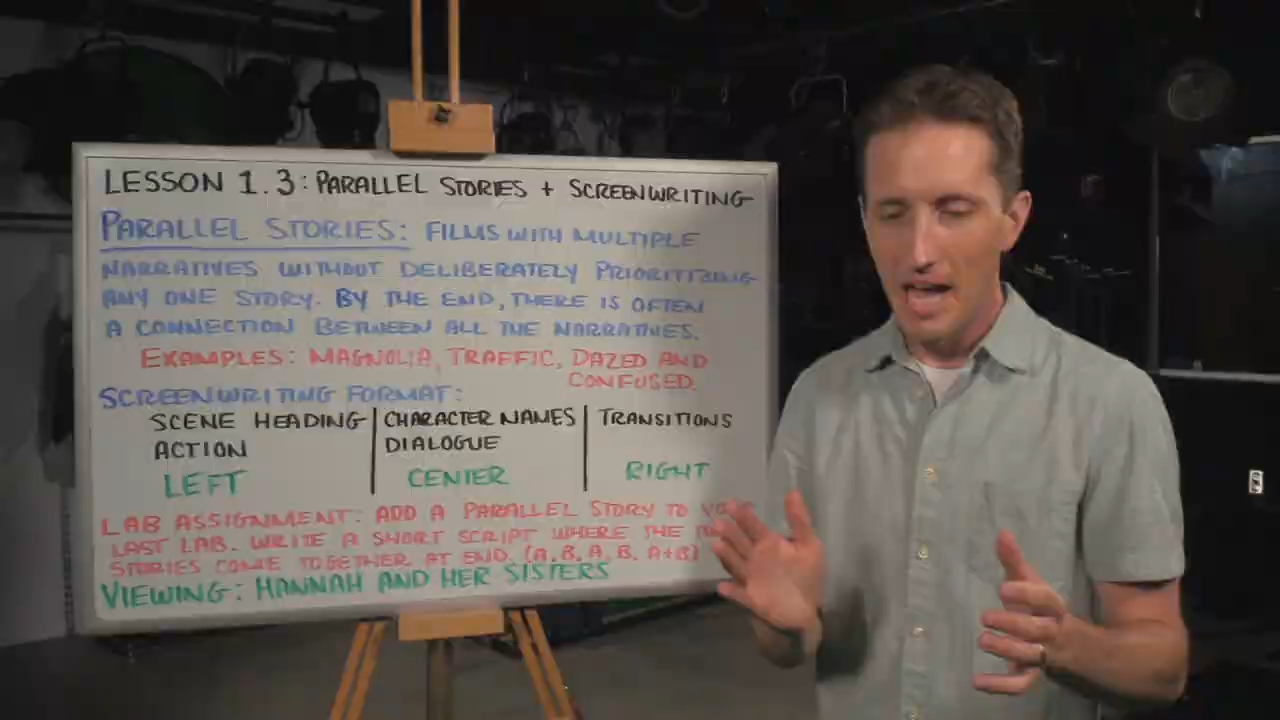 LESSON 1.3: PARALLEL STORIES + SCREENWRITING
PARALLEL STORIES: FILMS WITH MULTIPLE
NARRATIVES WITHOUT DELIBERATELY PRIORITIZING
ANY ONE STORY. BY THE END, THERE IS OFTEN
A CONNECTION BETWEEN ALL THE NARRATIVES.
EXAMPLES: MAGNOLIA, TRAFFIC, DAZED AND
CONFUSED.
SCREENWRITING FORMAT:
SCENE HEADING CHARACTER NAMES TRANSITIONS
ACTION DIALOGUE
LEFT CENTER RIGHT
LAB ASSIGNMENT: ADD A PARALLEL STORY TO
LAST LAB. WRITE A SHORT SCRIPT WHERE THE
STORIES COME TOGETHER AT END. (A, B, A, B, A+B)
VIEWING: HANNAH AND HER SISTERS